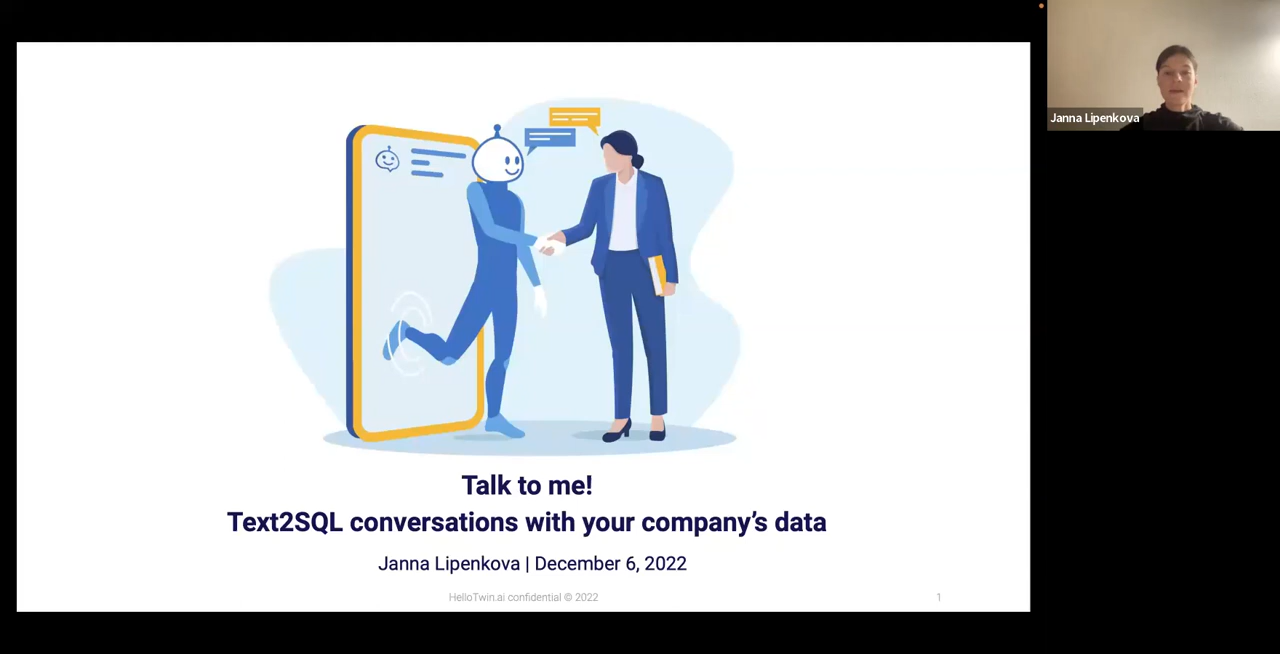 Talk to me!
Text2SQL conversations with your company's data
Janna Lipenkova | December 6, 2022
HelloTwin.ai confidential © 2022
1
Janna Lipenkova